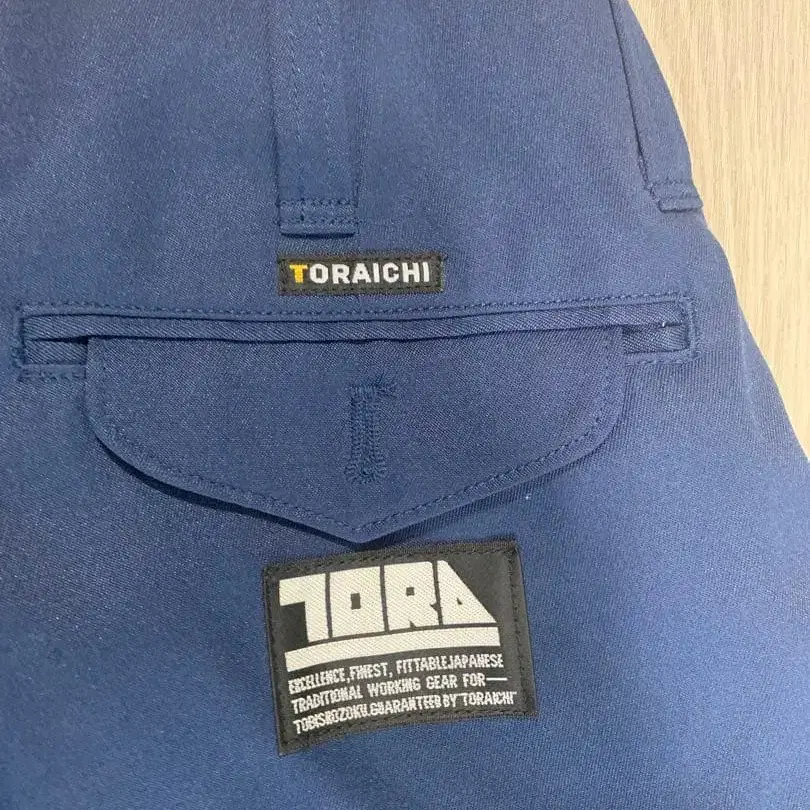 TORAICHI
TORA
EXCELLENCE,FINEST, FITTABLEJAPANESE
TRADITIONAL WORKING GEAR FOR—
TOBISHOZOKU.GUARANTEED BY "TORAICHI"